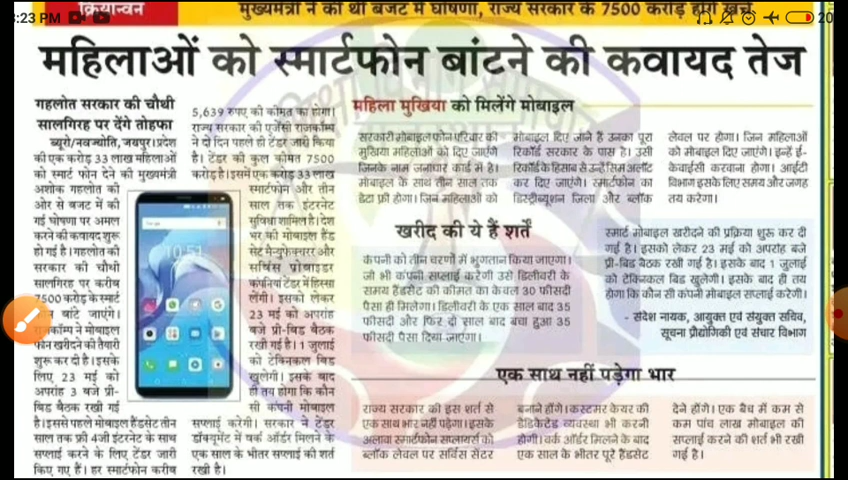 3:23 PM
20
क्रियान्वन
मुख्यमंत्री ने की थी बजट में घोषणा, राज्य सरकार के 7500 करोड़ होंगे खर्च
महिलाओं को स्मार्टफोन बांटने की कवायद तेज
गहलोत सरकार की चौथी
सालगिरह पर देंगे तोहफा
ब्यूरो/नवज्योति, जयपुर। प्रदेश
की एक करोड़ 33 लाख महिलाओं
को स्मार्ट फोन देने की मुख्यमंत्री
अशोक गहलोत की
ओर से बजट में की
गई घोषणा पर अमल
करने की कवायद शुरू
हो गई है। गहलोत की
सरकार की चौथी
सालगिरह पर करीब
7500 करोड़ के स्मार्ट
बांटे जाएंगे।
राजकॉम्प ने मोबाइल
फोन खरीदने की तैयारी
शुरू कर दी है। इसके
लिए 23 मई को
अपरांह 3 बजे प्री-
बिड बैठक रखी गई
है। इससे पहले मोबाइल हैंडसेट तीन
साल तक फ्री 4जी इंटरनेट के साथ
सप्लाई करने के लिए टेंडर जारी
किए गए हैं। हर स्मार्टफोन करीब
5,639 रुपए की कीमत का होगा।
राज्य सरकार की एजेंसी राजकॉम्प
ने दो दिन पहले ही टेंडर जारी किया
है। टेंडर की कुल कीमत 7500
करोड़ है। इसमें एक करोड़ 33 लाख
स्मार्टफोन और तीन
साल तक इंटरनेट
सुविधा शामिल है। देश
भर की मोबाइल हैंड
सेट मैन्युफेक्चरर और
सर्विस प्रोवाइडर
कंपनियां टेंडर में हिस्सा
लेंगी। इसको लेकर
23 मई को अपरांह
बजे प्री-बिड बैठक
रखी गई है। 1 जुलाई
को टेक्निकल बिड
खुलेगी। इसके बाद
ही तय होगा कि कौन
सी कंपनी मोबाइल
सप्लाई करेगी। सरकार ने टेंडर
डॉक्यूमेंट में वर्क ऑर्डर मिलने के
एक साल के भीतर सप्लाई की शर्त
रखी है।
महिला मुखिया को मिलेंगे मोबाइल
सरकारी मोबाइल फोन परिवार की
मुखिया महिलाओं को दिए जाएंगे
जिनके नाम जनाधार कार्ड में है।
मोबाइल के साथ तीन साल तक
डेटा फ्री होगा। जिन महिलाओं को
मोबाइल दिए जाने हैं उनका पूरा
रिकॉर्ड सरकार के पास है। उसी
रिकॉर्ड के हिसाब से उन्हें सिम अलॉट
कर दिए जाएंगे। स्मार्टफोन का
डिस्ट्रीब्यूशन जिला और ब्लॉक
लेवल पर होगा। जिन महिलाओं
को मोबाइल दिए जाएंगे। इन्हें ई-
केवाईसी करवाना होगा। आईटी
विभाग इसके लिए समय और जगह
तय करेगा।
खरीद की ये हैं शर्तें
कंपनी को तीन चरणों में भुगतान किया जाएगा।
जो भी कंपनी सप्लाई करेगी उसे डिलीवरी के
समय हैंडसेट की कीमत का केवल 30 फीसदी
पैसा ही मिलेगा। डिलीवरी के एक साल बाद 35
फीसदी और फिर दो साल बाद बचा हुआ 35
फीसदी पैसा दिया जाएगा।
स्मार्ट मोबाइल खरीदने की प्रक्रिया शुरू कर दी
गई है। इसको लेकर 23 मई को अपरांह बजे
प्री-बिड बैठक रखी गई है। इसके बाद 1 जुलाई
को टेक्निकल बिड खुलेगी। इसके बाद ही तय
होगा कि कौन सी कंपनी मोबाइल सप्लाई करेगी।
- संदेश नायक, आयुक्त एवं संयुक्त सचिव,
सूचना प्रौद्योगिकी एवं संचार विभाग
एक साथ नहीं पड़ेगा भार
राज्य सरकार की इस शर्त से
एक साथ भार नहीं पड़ेगा। इसके
अलावा स्मार्टफोन सप्लायर्स को
ब्लॉक लेवल पर सर्विस सेंटर
बनाने होंगे। कस्टमर केयर की
डेडिकेटेड व्यवस्था भी करनी
होगी। वर्क ऑर्डर मिलने के बाद
एक साल के भीतर पूरे हैंडसेट
देने होंगे। एक बैच में कम से
कम पांच लाख मोबाइल की
सप्लाई करने की शर्त भी रखी
गई है।